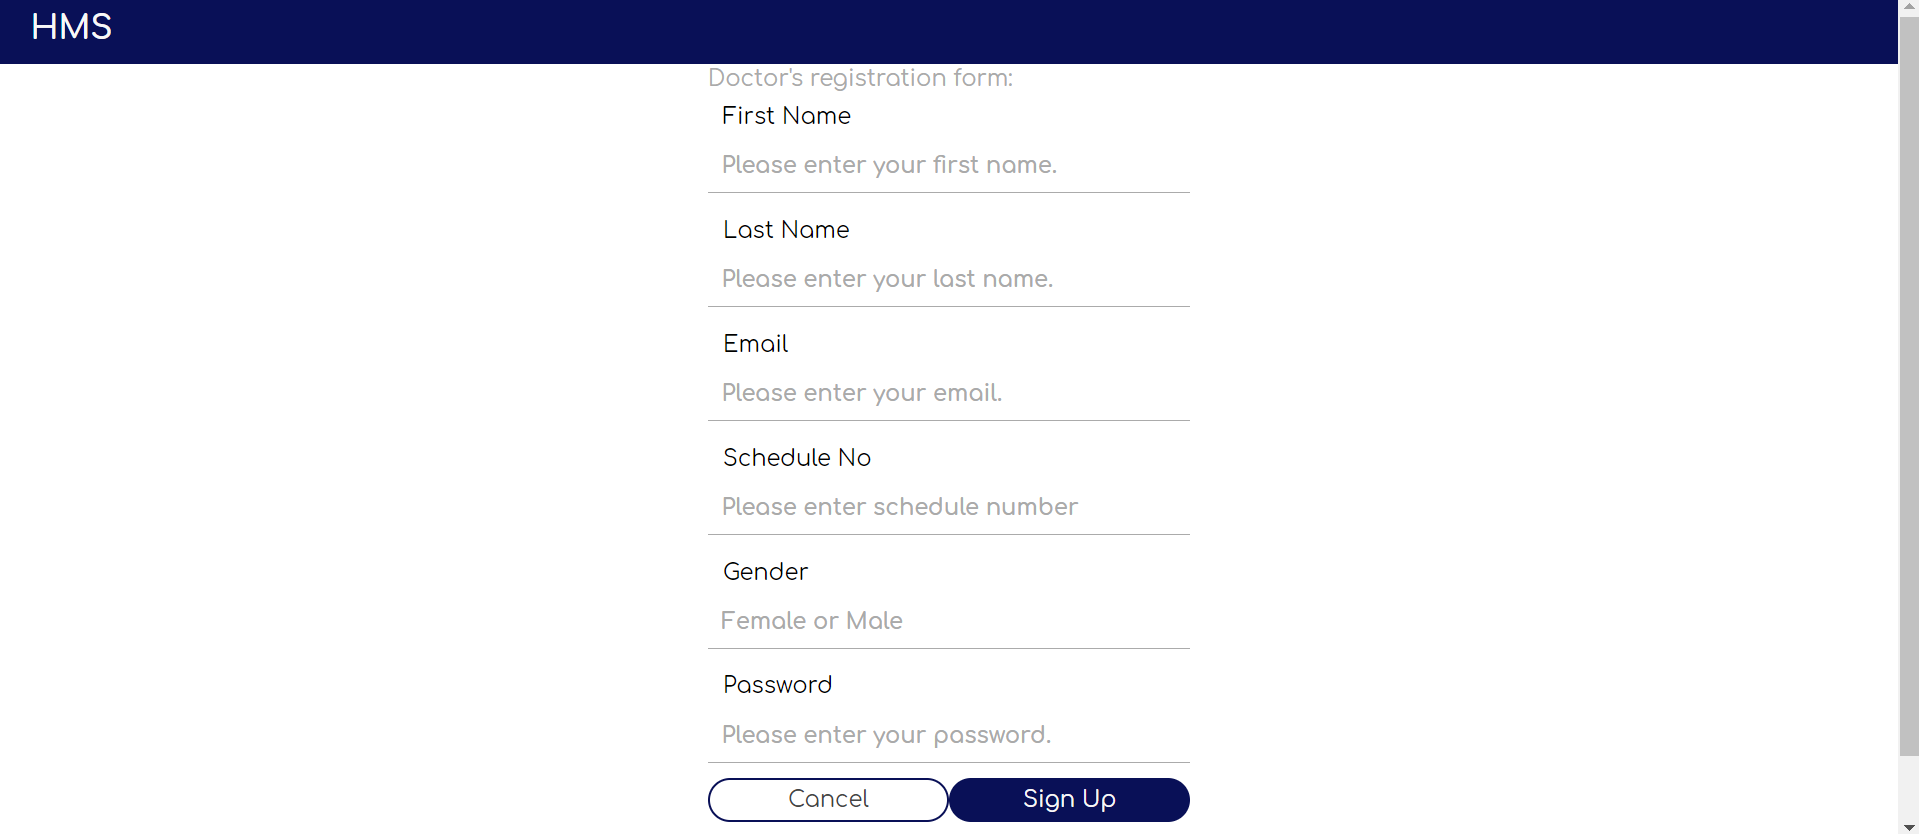 HMS
Doctor's registration form:
First Name
Please enter your first name.
Last Name
Please enter your last name.
Email
Please enter your email.
Schedule No
Please enter schedule number
Gender
Female or Male
Password
Please enter your password.
Cancel Sign Up